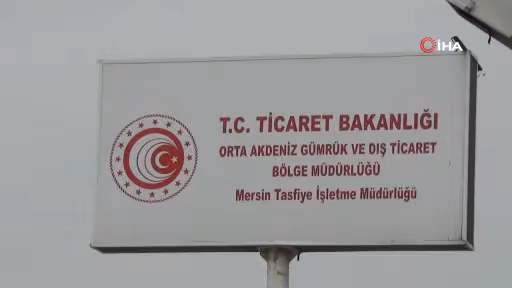 İHA
T.C. TİCARET BAKANLIĞI
ORTA AKDENİZ GÜMRÜK VE DIŞ TİCARET
BÖLGE MÜDÜRLÜĞÜ
Mersin Tasfiye İşletme Müdürlüğü